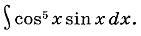 ∫ cos⁵ x sin x dx.